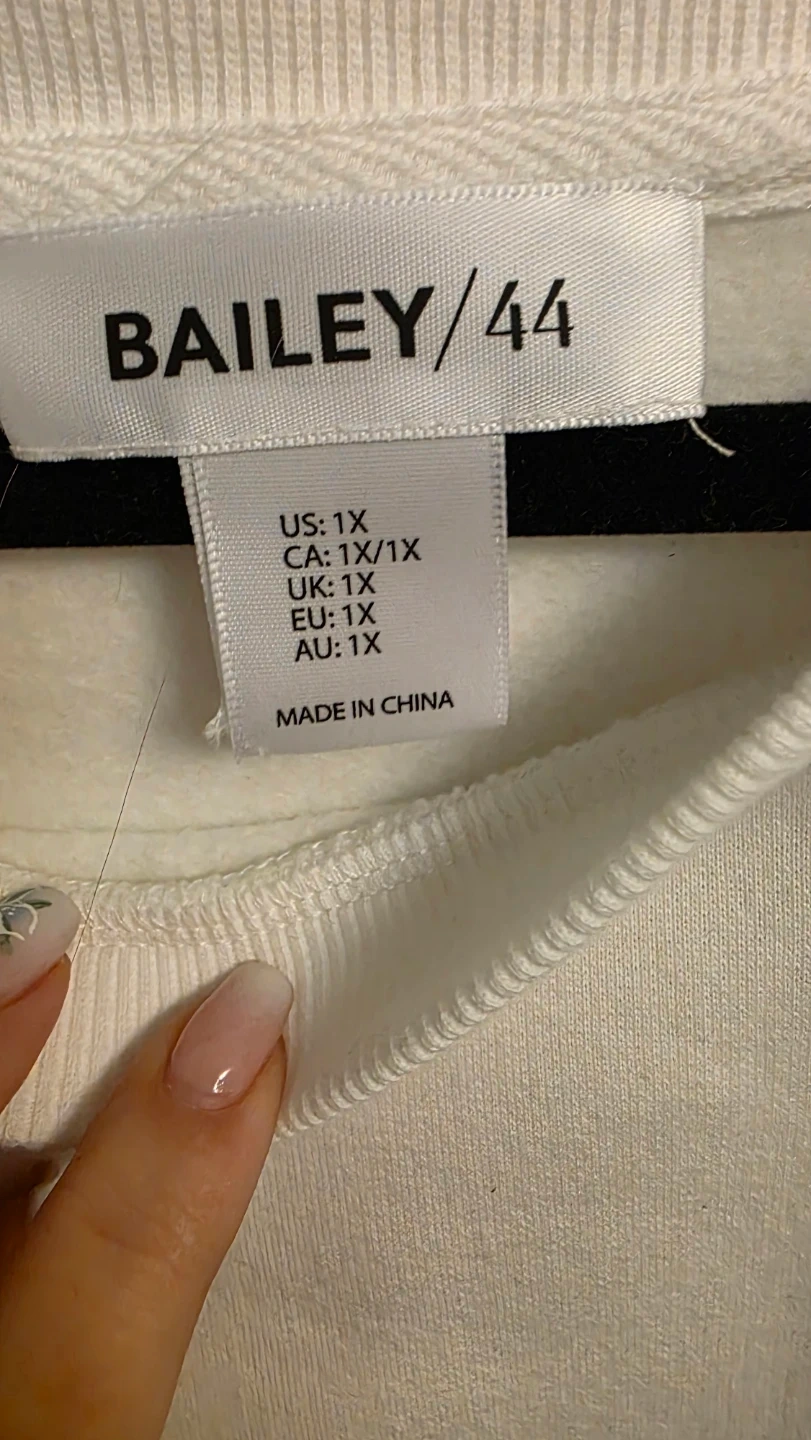 BAILEY/44
US: 1X
CA: 1X/1X
UK: 1X
EU: 1X
AU: 1X
MADE IN CHINA